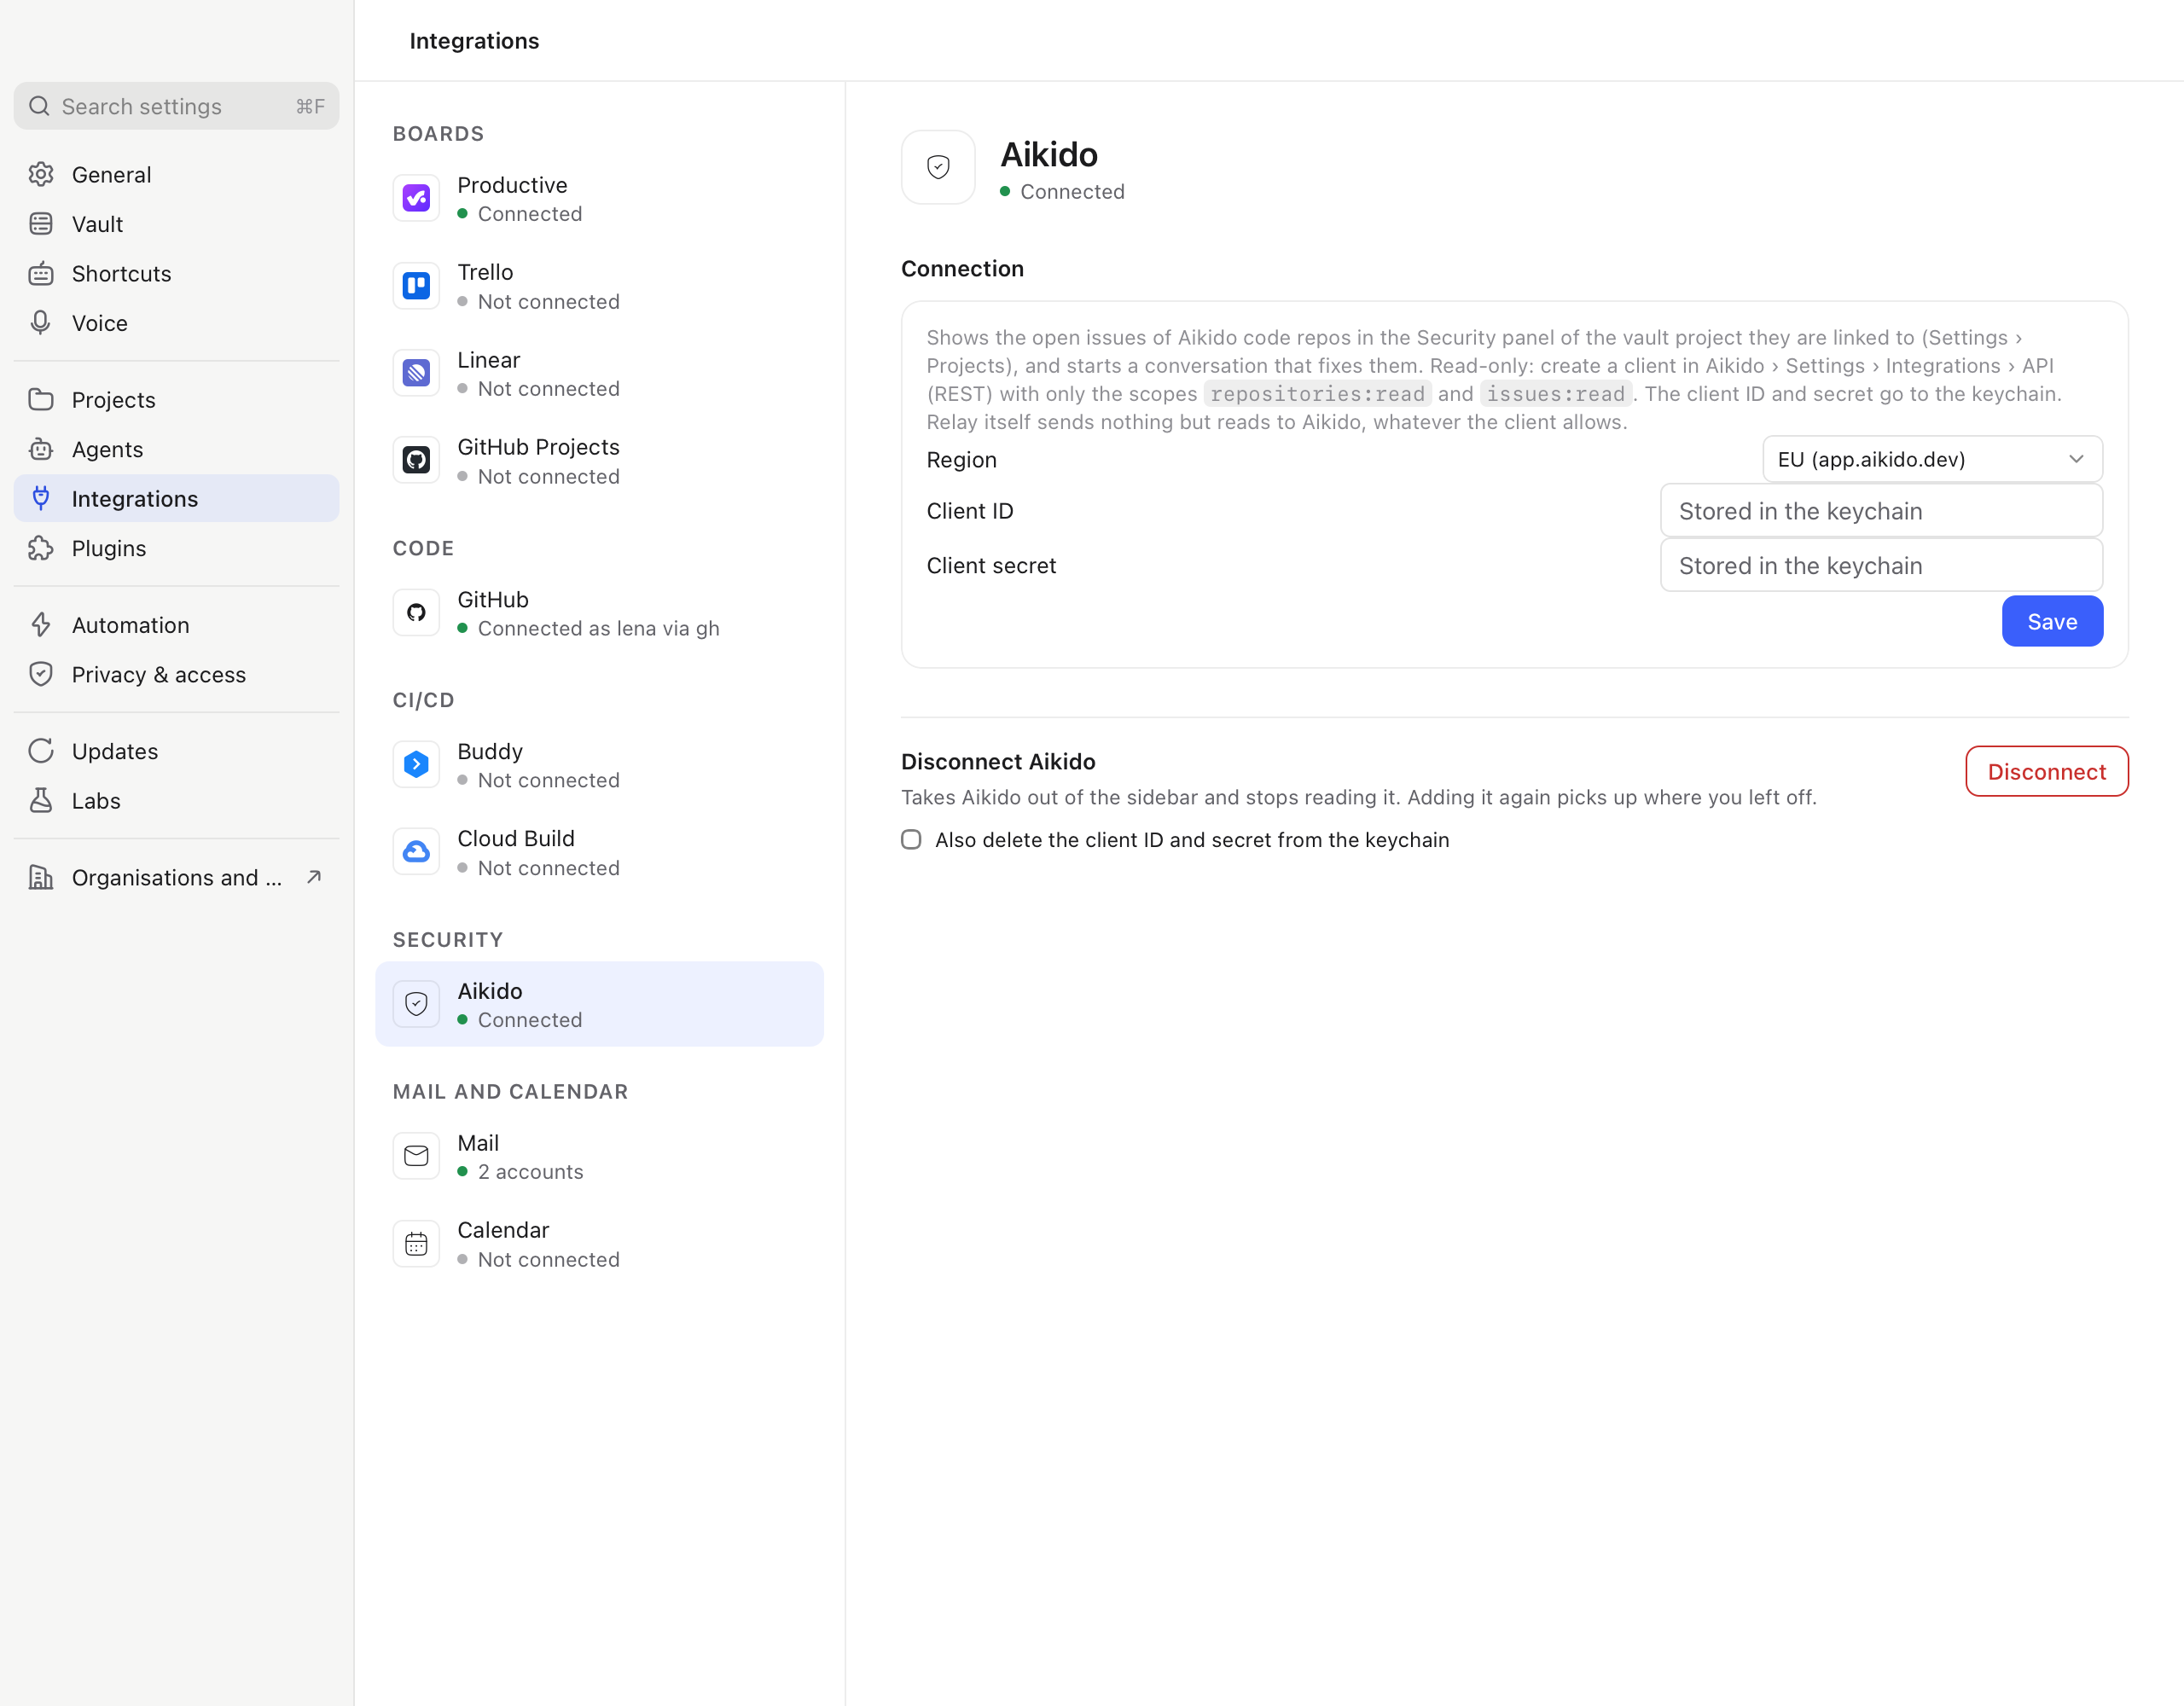 Integrations
Search settings ⌘F
General
Vault
Shortcuts
Voice
Projects
Agents
Integrations
Plugins
Automation
Privacy & access
Updates
Labs
Organisations and ...
BOARDS
Productive
Connected
Trello
Not connected
Linear
Not connected
GitHub Projects
Not connected
CODE
GitHub
Connected as lena via gh
CI/CD
Buddy
Not connected
Cloud Build
Not connected
SECURITY
Aikido
Connected
MAIL AND CALENDAR
Mail
2 accounts
Calendar
Not connected
Aikido
Connected
Connection
Shows the open issues of Aikido code repos in the Security panel of the vault project they are linked to (Settings ›
Projects), and starts a conversation that fixes them. Read-only: create a client in Aikido › Settings › Integrations › API
(REST) with only the scopes repositories:read and issues:read. The client ID and secret go to the keychain.
Relay itself sends nothing but reads to Aikido, whatever the client allows.
Region
EU (app.aikido.dev)
Client ID
Stored in the keychain
Client secret
Stored in the keychain
Save
Disconnect Aikido
Disconnect
Takes Aikido out of the sidebar and stops reading it. Adding it again picks up where you left off.
Also delete the client ID and secret from the keychain